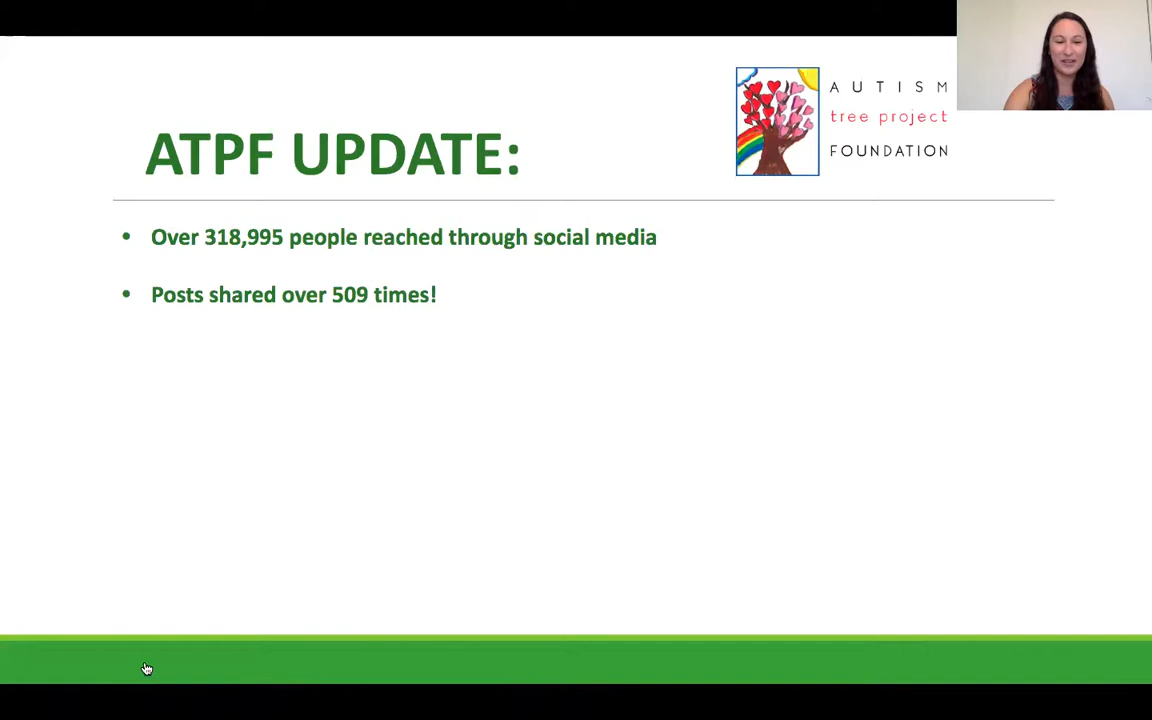 AUTISM
tree project
FOUNDATION
ATPF UPDATE:
• Over 318,995 people reached through social media
• Posts shared over 509 times!